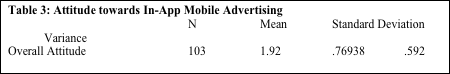 Table 3: Attitude towards In-App Mobile Advertising
N Mean Standard Deviation
Variance
Overall Attitude 103 1.92 .76938 .592